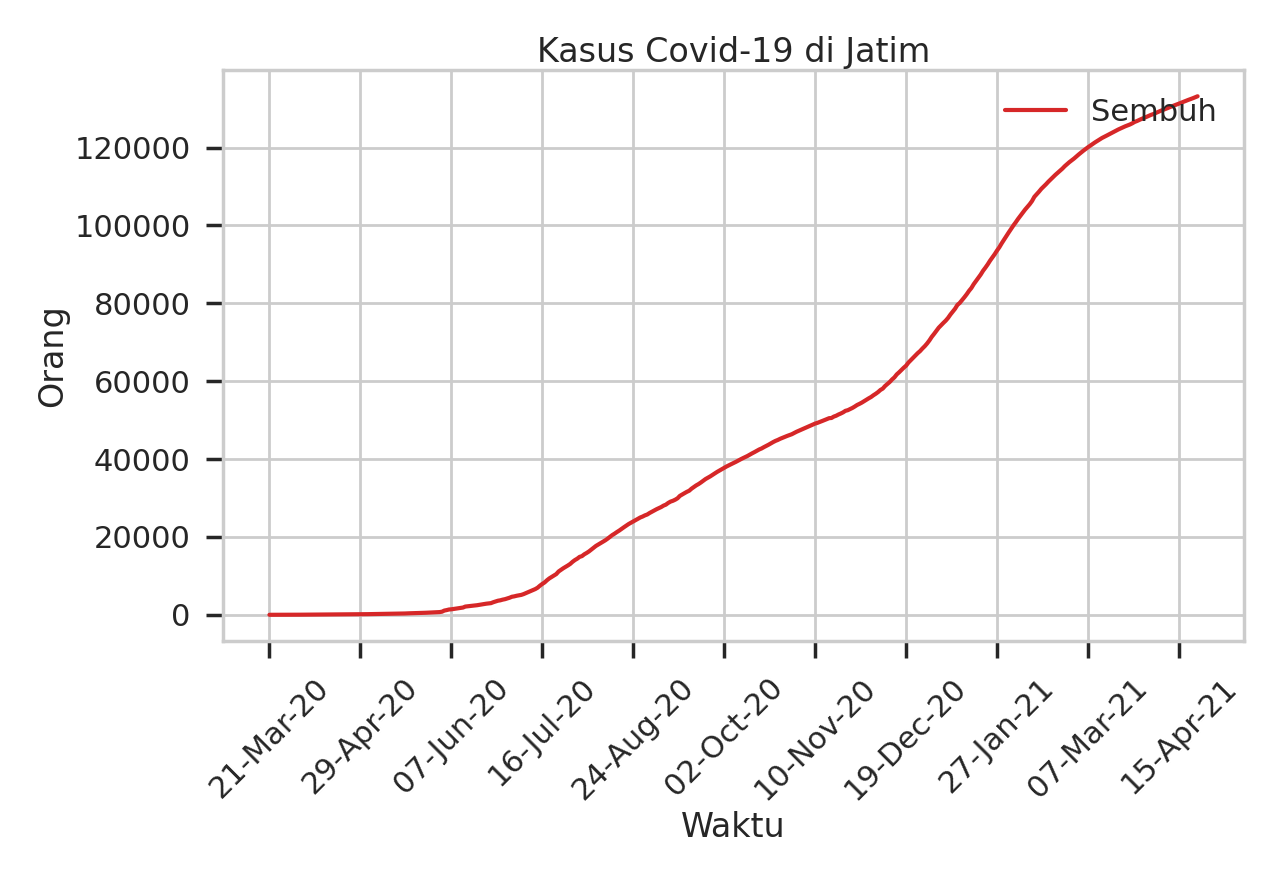 Kasus Covid-19 di Jatim
Sembuh
120000
100000
80000
60000
40000
20000
0
Orang
21-Mar-20
29-Apr-20
07-Jun-20
16-Jul-20
24-Aug-20
02-Oct-20
10-Nov-20
19-Dec-20
27-Jan-21
07-Mar-21
15-Apr-21
Waktu